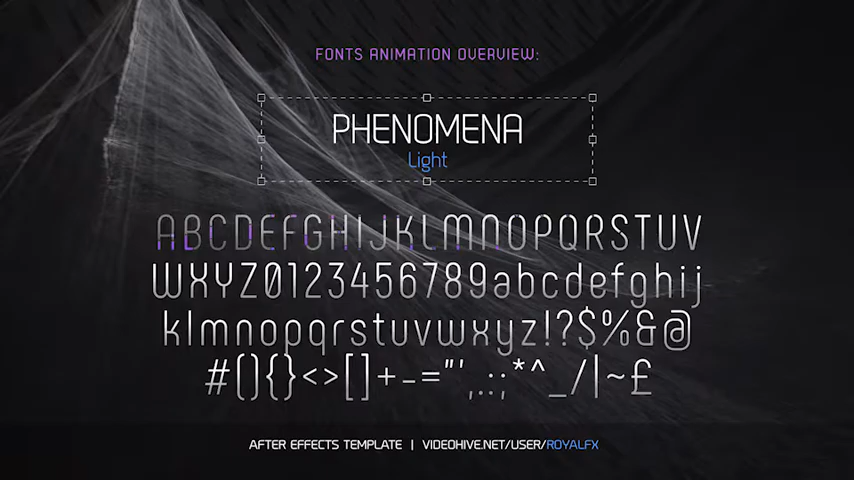 FONTS ANIMATION OVERVIEW:
PHENOMENA
Light
ABCDEFGHIJKLMNOPQRSTUV
WXYZ0123456789abcdefghij
klmnopqrstuvwxyz!?$%&@
#(){}<>[]+-="',.:;*^_/|~£
AFTER EFFECTS TEMPLATE | VIDEOHIVE.NET/USER/ROYALFX